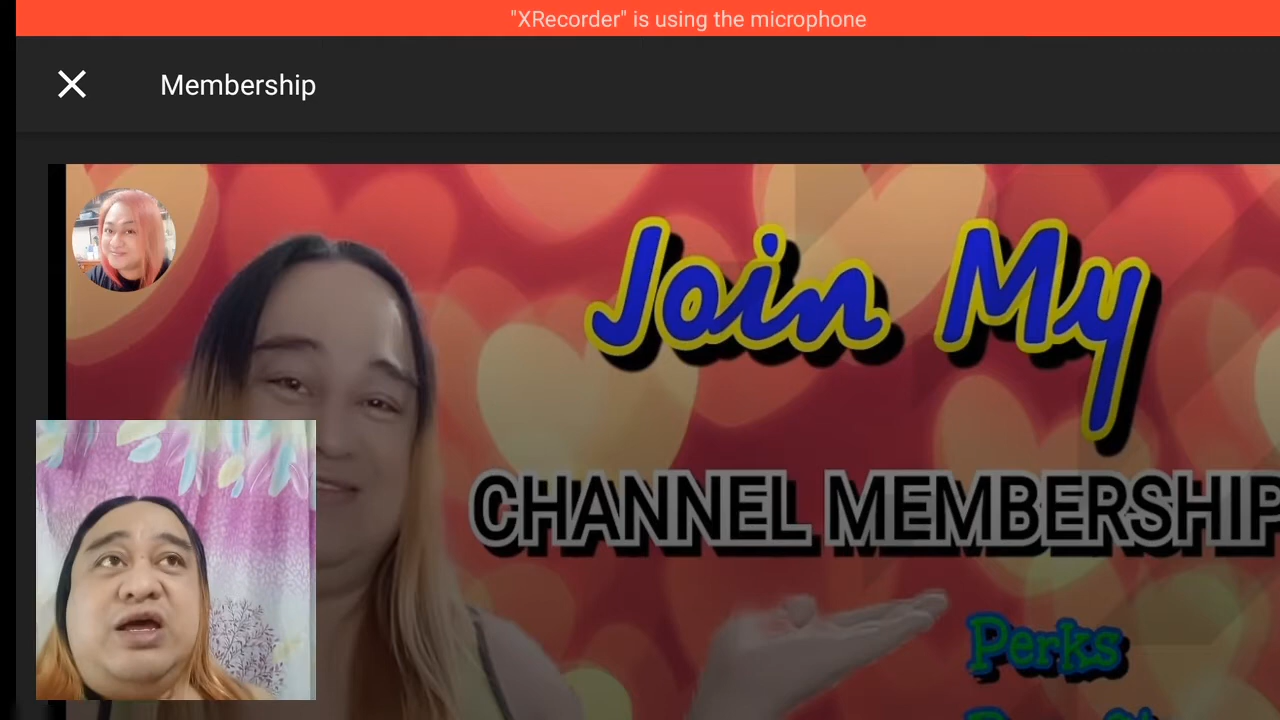 "XRecorder" is using the microphone
Membership
Join My
CHANNEL MEMBERSHIP
Perks